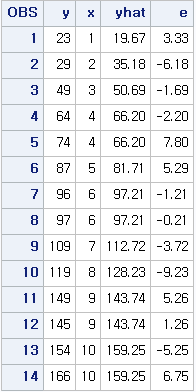 OBS y x yhat e
1 23 1 19.67 3.33
2 29 2 35.18 -6.18
3 49 3 50.69 -1.69
4 64 4 66.20 -2.20
5 74 4 66.20 7.80
6 87 5 81.71 5.29
7 96 6 97.21 -1.21
8 97 6 97.21 -0.21
9 109 7 112.72 -3.72
10 119 8 128.23 -9.23
11 149 9 143.74 5.26
12 145 9 143.74 1.26
13 154 10 159.25 -5.25
14 166 10 159.25 6.75